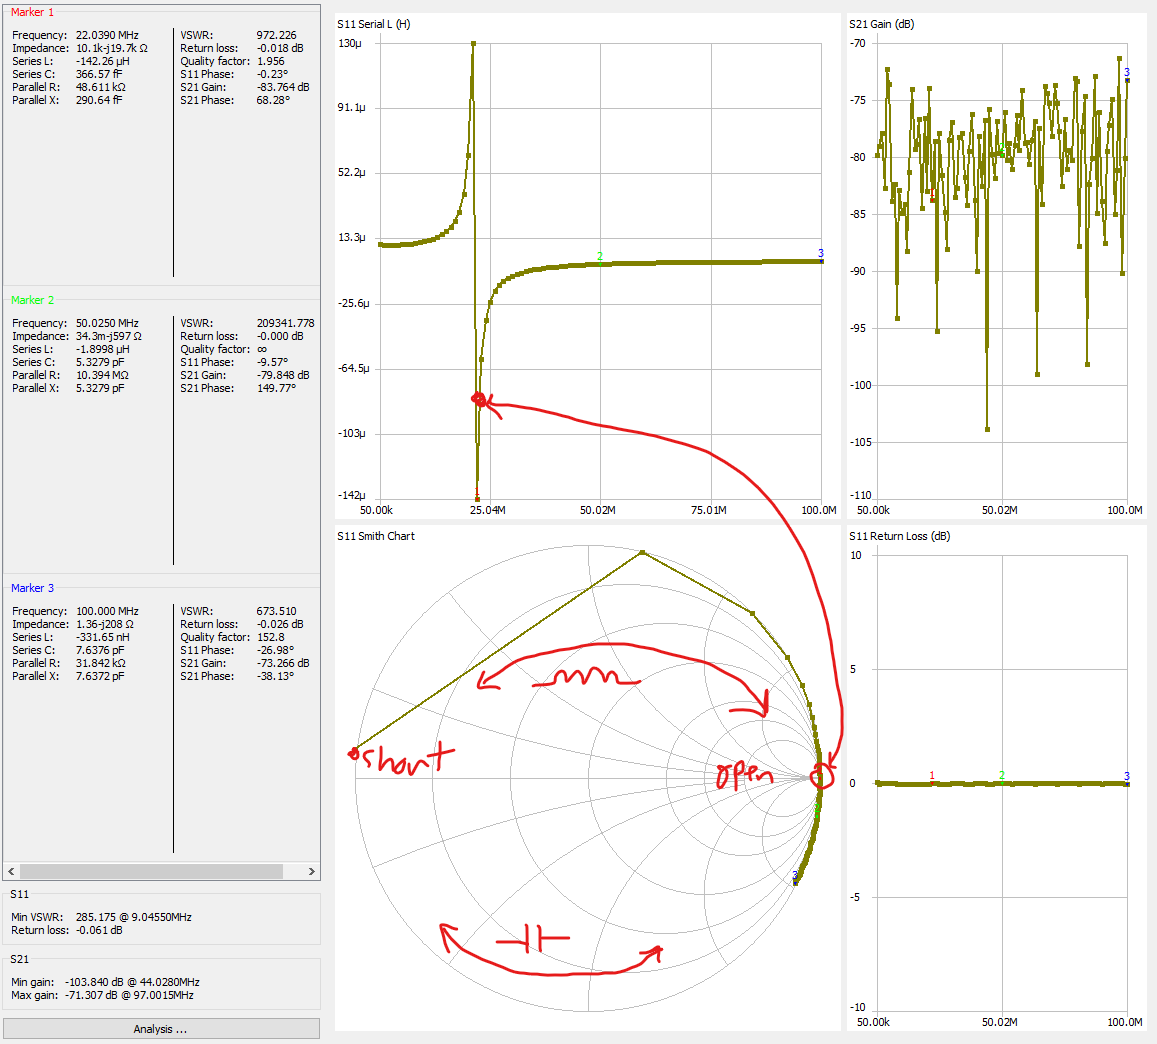 Marker 1
Frequency: 22.0390 MHz VSWR: 972.226
Impedance: 10.1k-j19.7k Ω Return loss: -0.018 dB
Series L: -142.26 µH Quality factor: 1.956
Series C: 366.57 fF S11 Phase: -0.23°
Parallel R: 48.611 kΩ S21 Gain: -83.764 dB
Parallel X: 290.64 fF S21 Phase: 68.28°
Marker 2
Frequency: 50.0250 MHz VSWR: 209341.778
Impedance: 34.3m-j597 Ω Return loss: -0.000 dB
Series L: -1.8998 µH Quality factor: ∞
Series C: 5.3279 pF S11 Phase: -9.57°
Parallel R: 10.394 MΩ S21 Gain: -79.848 dB
Parallel X: 5.3279 pF S21 Phase: 149.77°
Marker 3
Frequency: 100.000 MHz VSWR: 673.510
Impedance: 1.36-j208 Ω Return loss: -0.026 dB
Series L: -331.65 nH Quality factor: 152.8
Series C: 7.6376 pF S11 Phase: -26.98°
Parallel R: 31.842 kΩ S21 Gain: -73.266 dB
Parallel X: 7.6372 pF S21 Phase: -38.13°
S11
Min VSWR: 285.175 @ 9.04550MHz
Return loss: -0.061 dB
S21
Min gain: -103.840 dB @ 44.0280MHz
Max gain: -71.307 dB @ 97.0015MHz
Analysis ...
S11 Serial L (H)
130µ
91.1µ
52.2µ
13.3µ
-25.6µ
-64.5µ
-103µ
-142µ
1
2
3
50.00k 25.04M 50.02M 75.01M 100.0M
S21 Gain (dB)
-70
-75
-80
-85
-90
-95
-100
-105
-110
1
2
3
50.00k 50.02M 100.0M
S11 Smith Chart
short
open
1
2
3
S11 Return Loss (dB)
10
5
0
-5
-10
1
2
3
50.00k 50.02M 100.0M